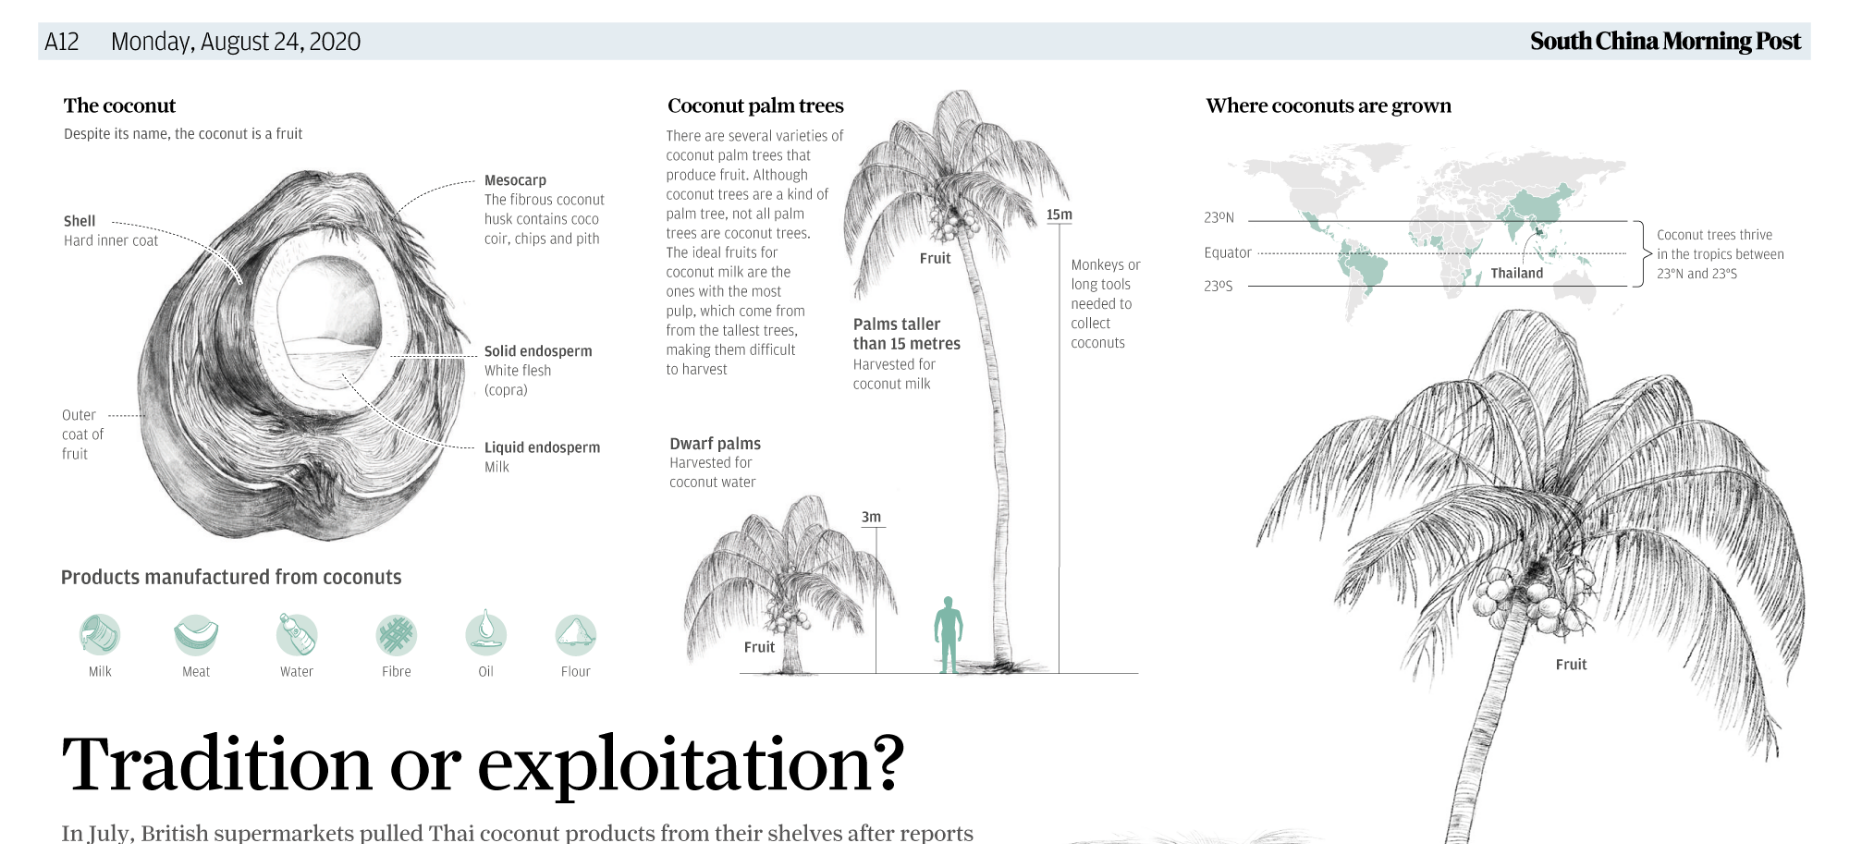 A12 Monday, August 24, 2020
South China Morning Post
The coconut
Despite its name, the coconut is a fruit
Shell
Hard inner coat
Mesocarp
The fibrous coconut
husk contains coco
coir, chips and pith
Solid endosperm
White flesh
(copra)
Outer
coat of
fruit
Liquid endosperm
Milk
Products manufactured from coconuts
Milk
Meat
Water
Fibre
Oil
Flour
Coconut palm trees
There are several varieties of
coconut palm trees that
produce fruit. Although
coconut trees are a kind of
palm tree, not all palm
trees are coconut trees.
The ideal fruits for
coconut milk are the
ones with the most
pulp, which come from
from the tallest trees,
making them difficult
to harvest
Fruit
15m
Monkeys or
long tools
needed to
collect
coconuts
Palms taller
than 15 metres
Harvested for
coconut milk
Dwarf palms
Harvested for
coconut water
3m
Fruit
Where coconuts are grown
23ºN
Equator
23ºS
Thailand
Coconut trees thrive
in the tropics between
23°N and 23°S
Fruit
Tradition or exploitation?
In July, British supermarkets pulled Thai coconut products from their shelves after reports